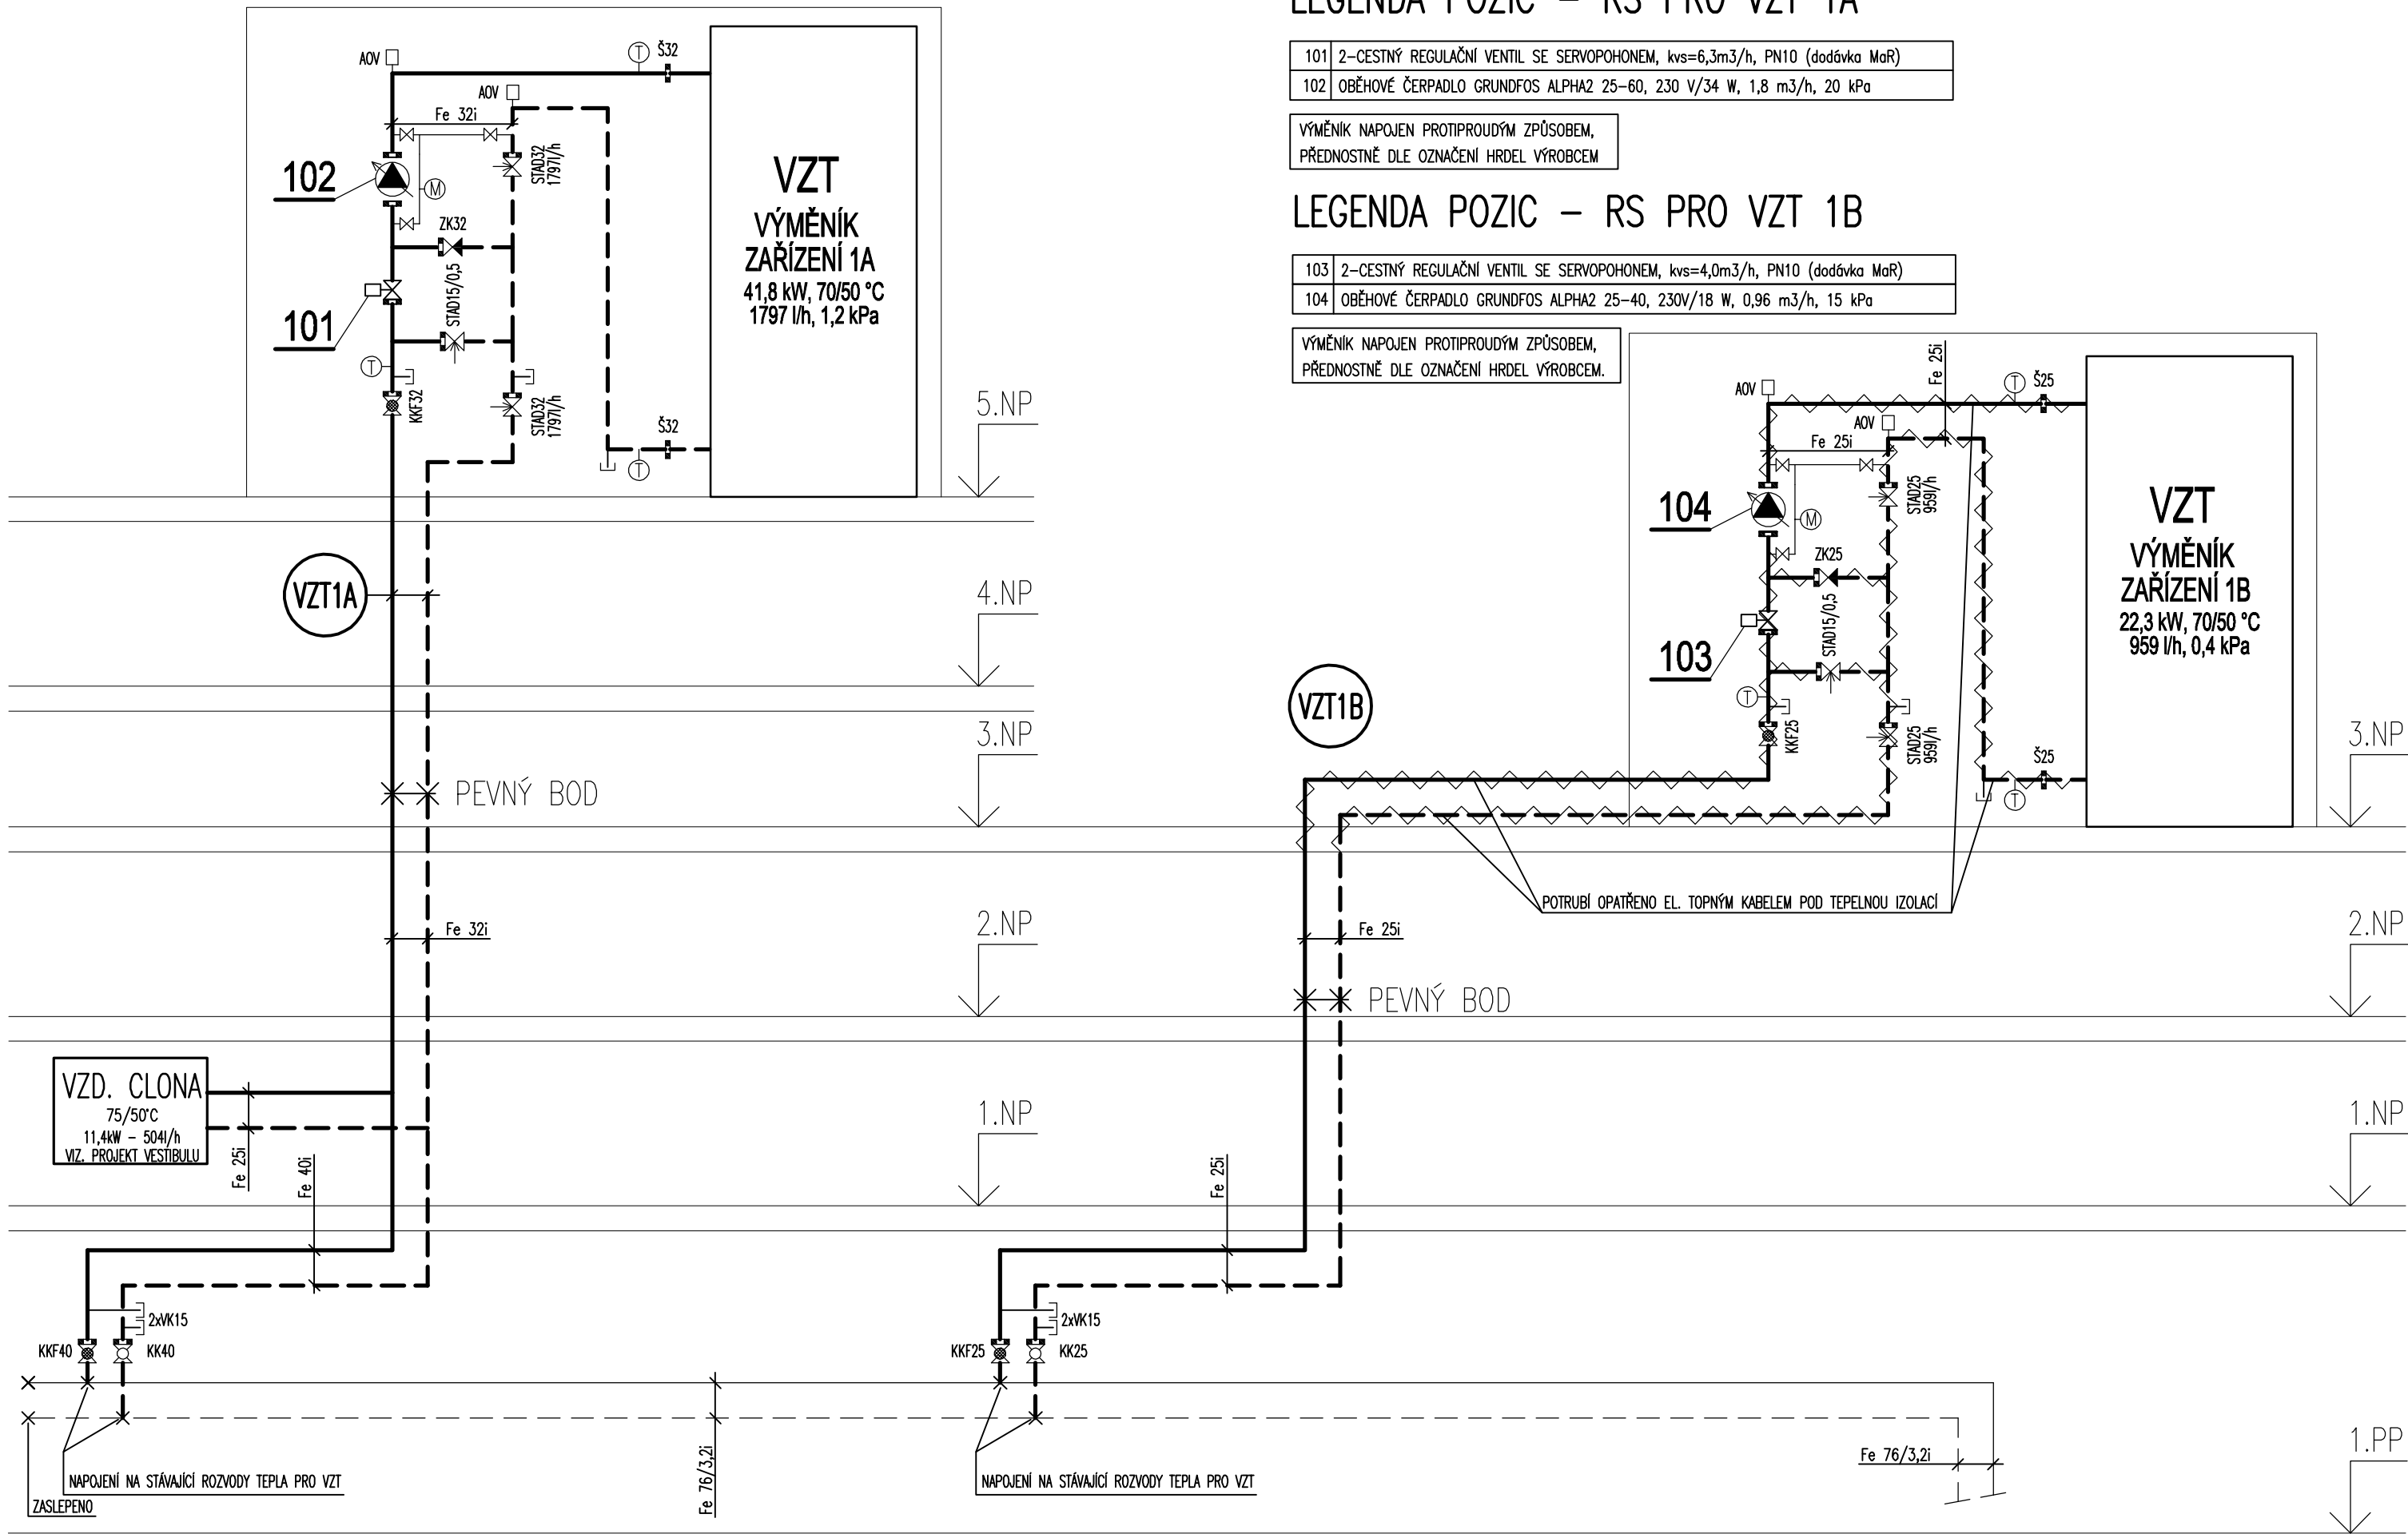 LEGENDA POZIC – RS PRO VZT 1A
101 2–CESTNÝ REGULAČNÍ VENTIL SE SERVOPOHONEM, kvs=6,3m3/h, PN10 (dodávka MaR)
102 OBĚHOVÉ ČERPADLO GRUNDFOS ALPHA2 25–60, 230 V/34 W, 1,8 m3/h, 20 kPa
VÝMĚNÍK NAPOJEN PROTIPROUDÝM ZPŮSOBEM,
PŘEDNOSTNĚ DLE OZNAČENÍ HRDEL VÝROBCEM
LEGENDA POZIC – RS PRO VZT 1B
103 2–CESTNÝ REGULAČNÍ VENTIL SE SERVOPOHONEM, kvs=4,0m3/h, PN10 (dodávka MaR)
104 OBĚHOVÉ ČERPADLO GRUNDFOS ALPHA2 25–40, 230V/18 W, 0,96 m3/h, 15 kPa
VÝMĚNÍK NAPOJEN PROTIPROUDÝM ZPŮSOBEM,
PŘEDNOSTNĚ DLE OZNAČENÍ HRDEL VÝROBCEM.
AOV
T
Š32
AOV
Fe 32i
STAD32
1797l/h
102
M
ZK32
STAD15/0,5
101
T
KKF32
STAD32
1797l/h
Š32
T
VZT
VÝMĚNÍK
ZAŘÍZENÍ 1A
41,8 kW, 70/50 °C
1797 l/h, 1,2 kPa
5.NP
VZT1A
4.NP
3.NP
PEVNÝ BOD
2.NP
Fe 32i
VZD. CLONA
75/50°C
11,4kW – 504l/h
VIZ. PROJEKT VESTIBULU
Fe 25i
Fe 40i
1.NP
2xVK15
KKF40
KK40
NAPOJENÍ NA STÁVAJÍCÍ ROZVODY TEPLA PRO VZT
ZASLEPENO
Fe 76/3,2i
Fe 25i
AOV
T
Š25
AOV
Fe 25i
STAD25
959l/h
104
M
ZK25
STAD15/0,5
103
T
KKF25
STAD25
959l/h
Š25
T
VZT
VÝMĚNÍK
ZAŘÍZENÍ 1B
22,3 kW, 70/50 °C
959 l/h, 0,4 kPa
VZT1B
3.NP
POTRUBÍ OPATŘENO EL. TOPNÝM KABELEM POD TEPELNOU IZOLACÍ
Fe 25i
2.NP
PEVNÝ BOD
1.NP
Fe 25i
2xVK15
KKF25
KK25
NAPOJENÍ NA STÁVAJÍCÍ ROZVODY TEPLA PRO VZT
Fe 76/3,2i
1.PP